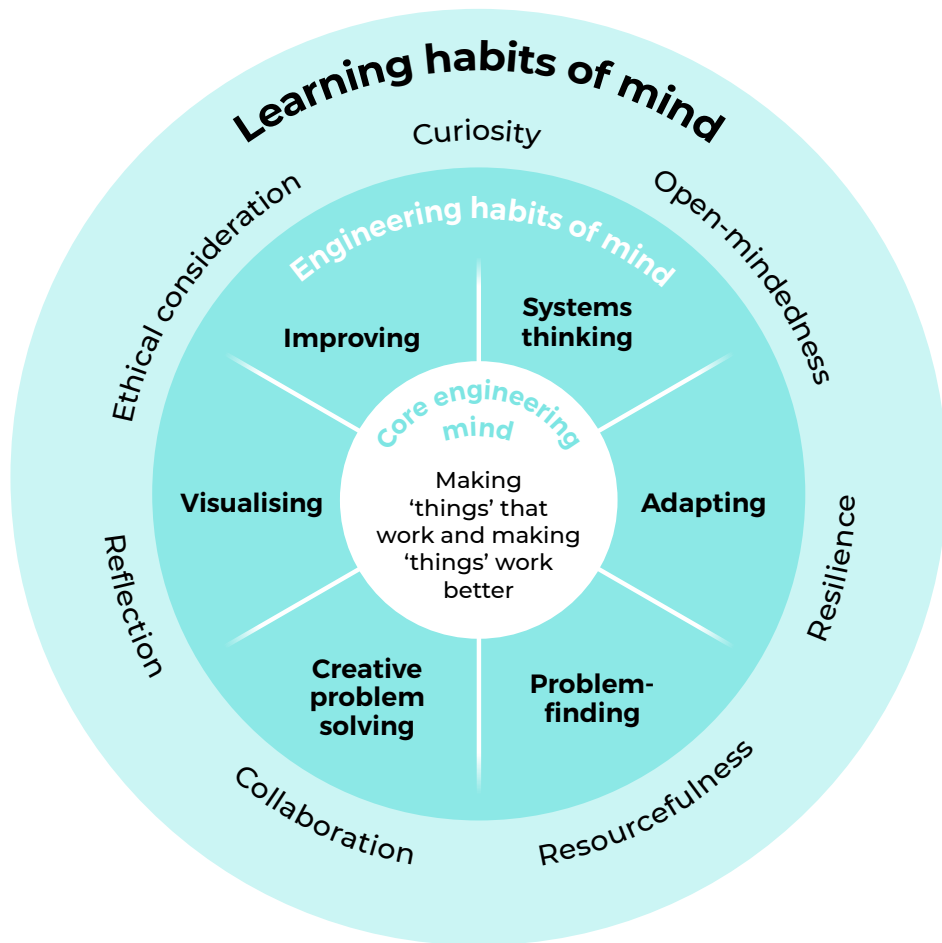 Learning habits of mind
Curiosity
Open-mindedness
Resilience
Resourcefulness
Collaboration
Reflection
Ethical consideration
Engineering habits of mind
Systems
thinking
Adapting
Problem-
finding
Creative
problem
solving
Visualising
Improving
Core engineering
mind
Making
‘things’ that
work and making
‘things’ work
better